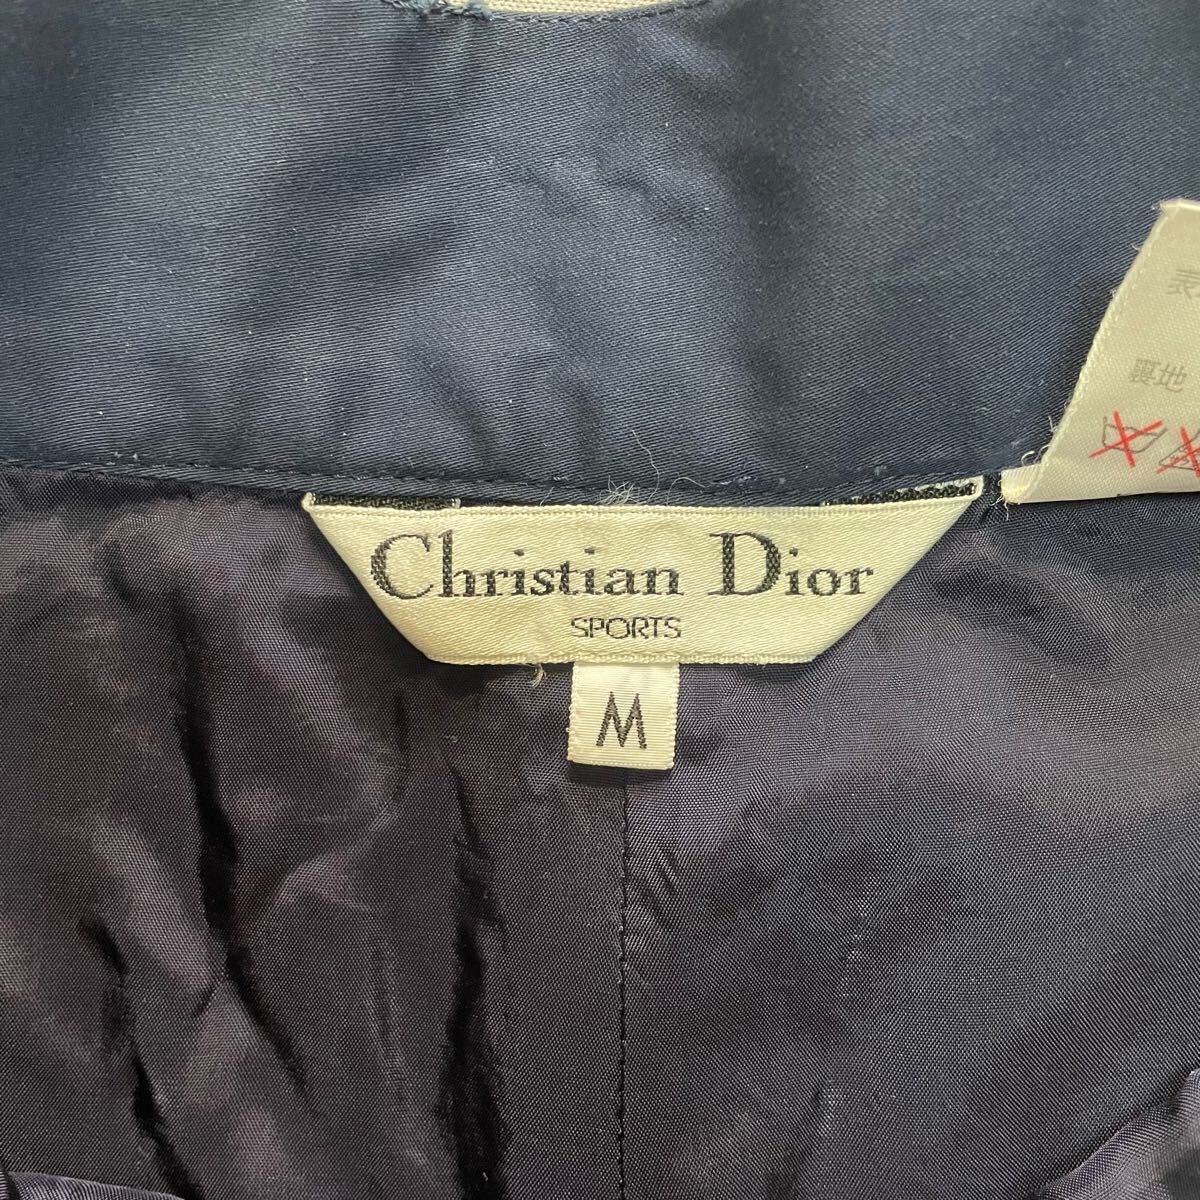 表
裏地
Christian Dior
SPORTS
M